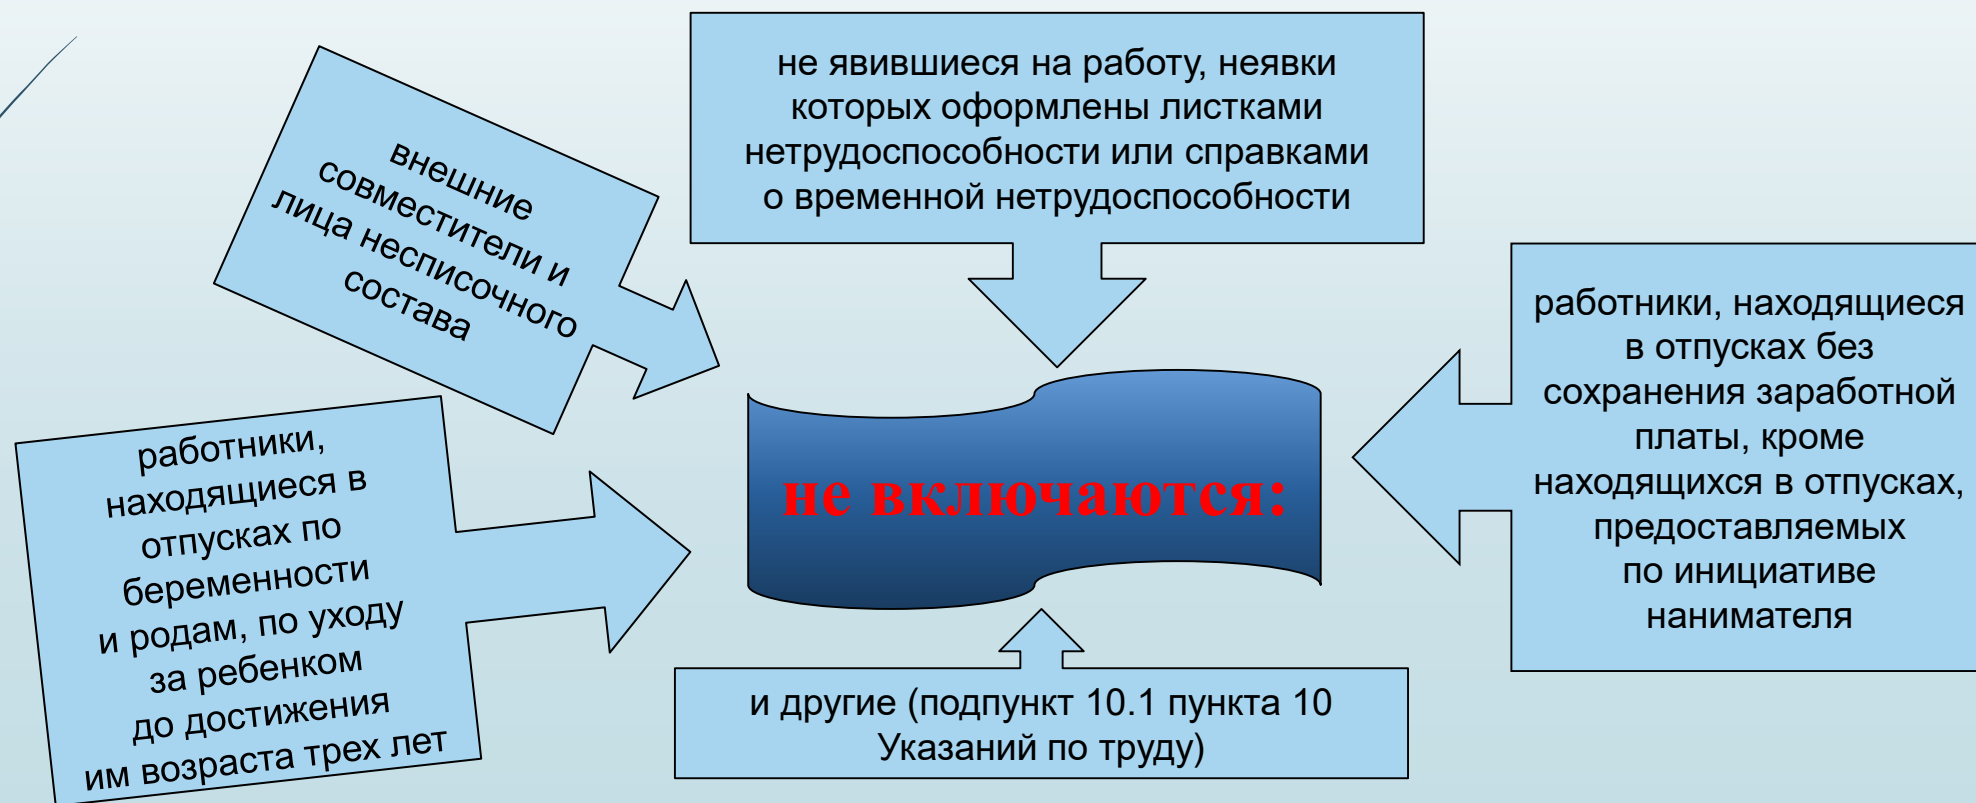 не явившиеся на работу, неявки
которых оформлены листками
нетрудоспособности или справками
о временной нетрудоспособности
внешние
совместители и
лица несписочного
состава
работники, находящиеся
в отпусках без
сохранения заработной
платы, кроме
находящихся в отпусках,
предоставляемых
по инициативе
нанимателя
работники,
находящиеся в
отпусках по
беременности
и родам, по уходу
за ребенком
до достижения
им возраста трех лет
не включаются:
и другие (подпункт 10.1 пункта 10
Указаний по труду)